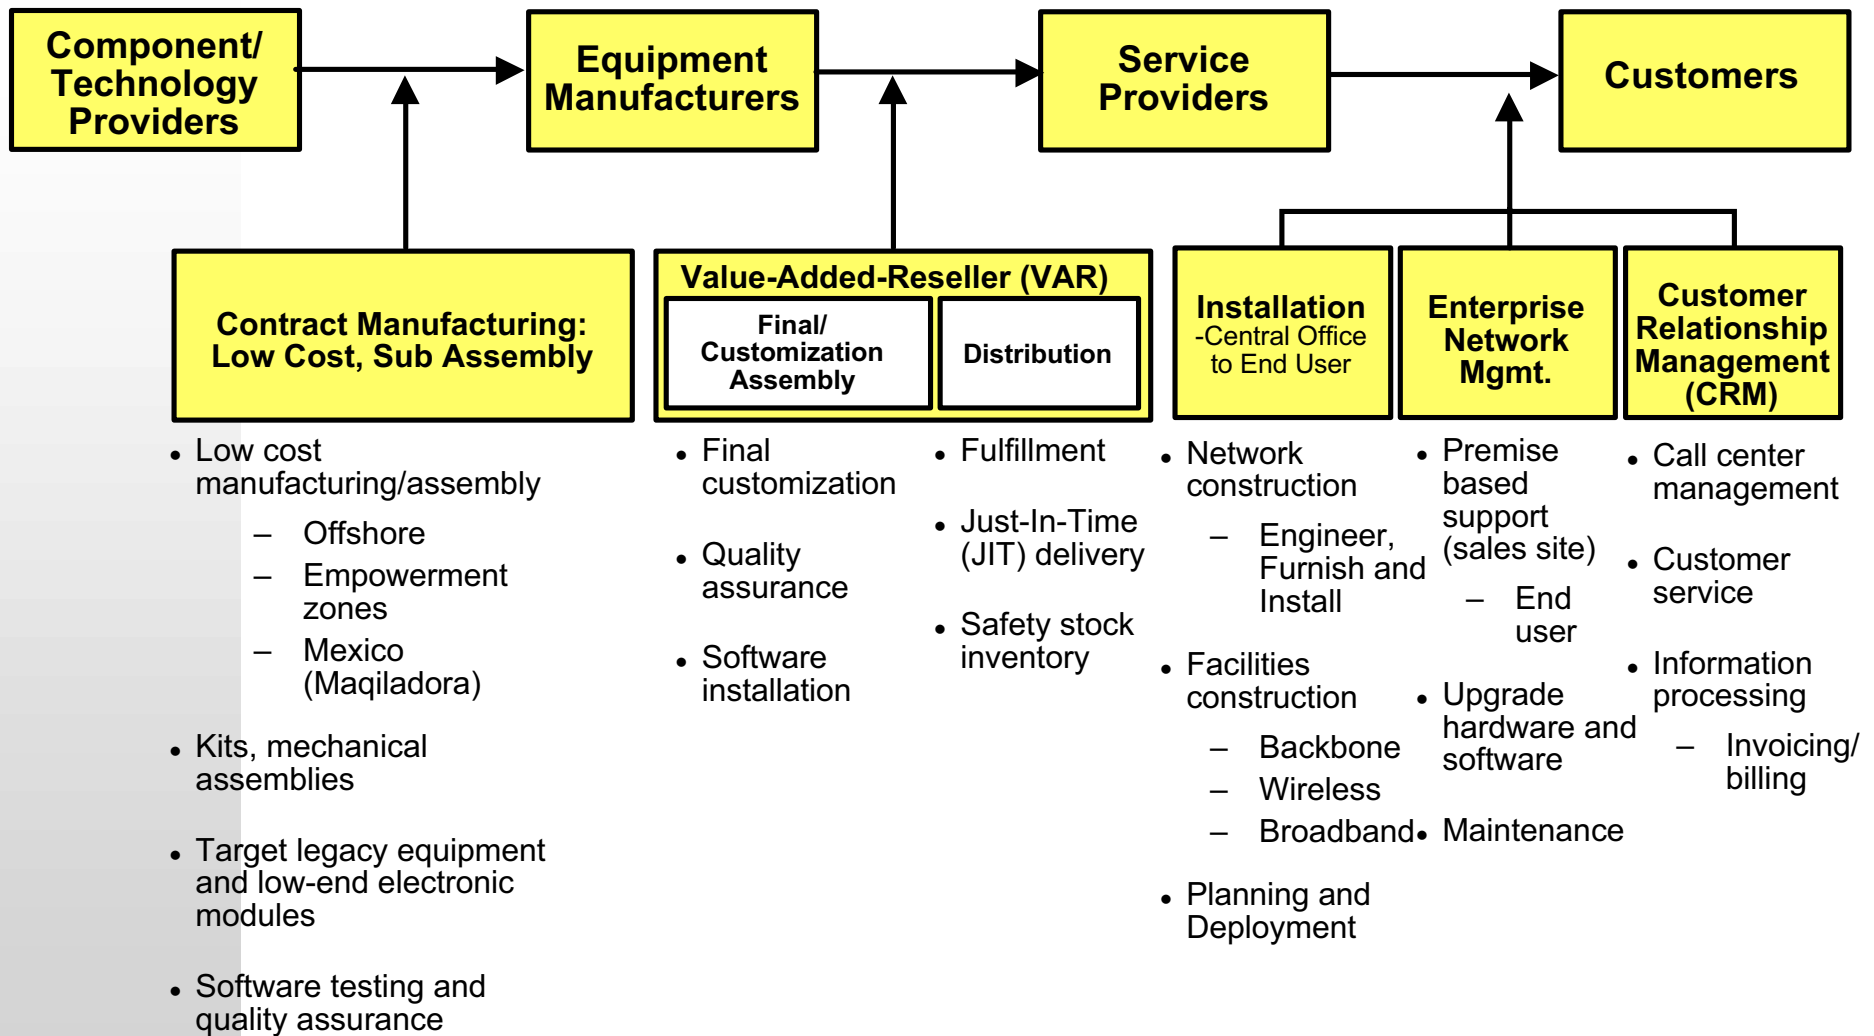 Component/
Technology
Providers
Equipment
Manufacturers
Service
Providers
Customers
Contract Manufacturing:
Low Cost, Sub Assembly
Value-Added-Reseller (VAR)
Final/
Customization
Assembly
Distribution
Installation
-Central Office
to End User
Enterprise
Network
Mgmt.
Customer
Relationship
Management
(CRM)
• Low cost
manufacturing/assembly
– Offshore
– Empowerment
zones
– Mexico
(Maqiladora)
• Kits, mechanical
assemblies
• Target legacy equipment
and low-end electronic
modules
• Software testing and
quality assurance
• Final
customization
• Quality
assurance
• Software
installation
• Fulfillment
• Just-In-Time
(JIT) delivery
• Safety stock
inventory
• Network
construction
– Engineer,
Furnish and
Install
• Facilities
construction
– Backbone
– Wireless
– Broadband
• Planning and
Deployment
• Premise
based
support
(sales site)
– End
user
• Upgrade
hardware and
software
• Maintenance
• Call center
management
• Customer
service
• Information
processing
– Invoicing/
billing